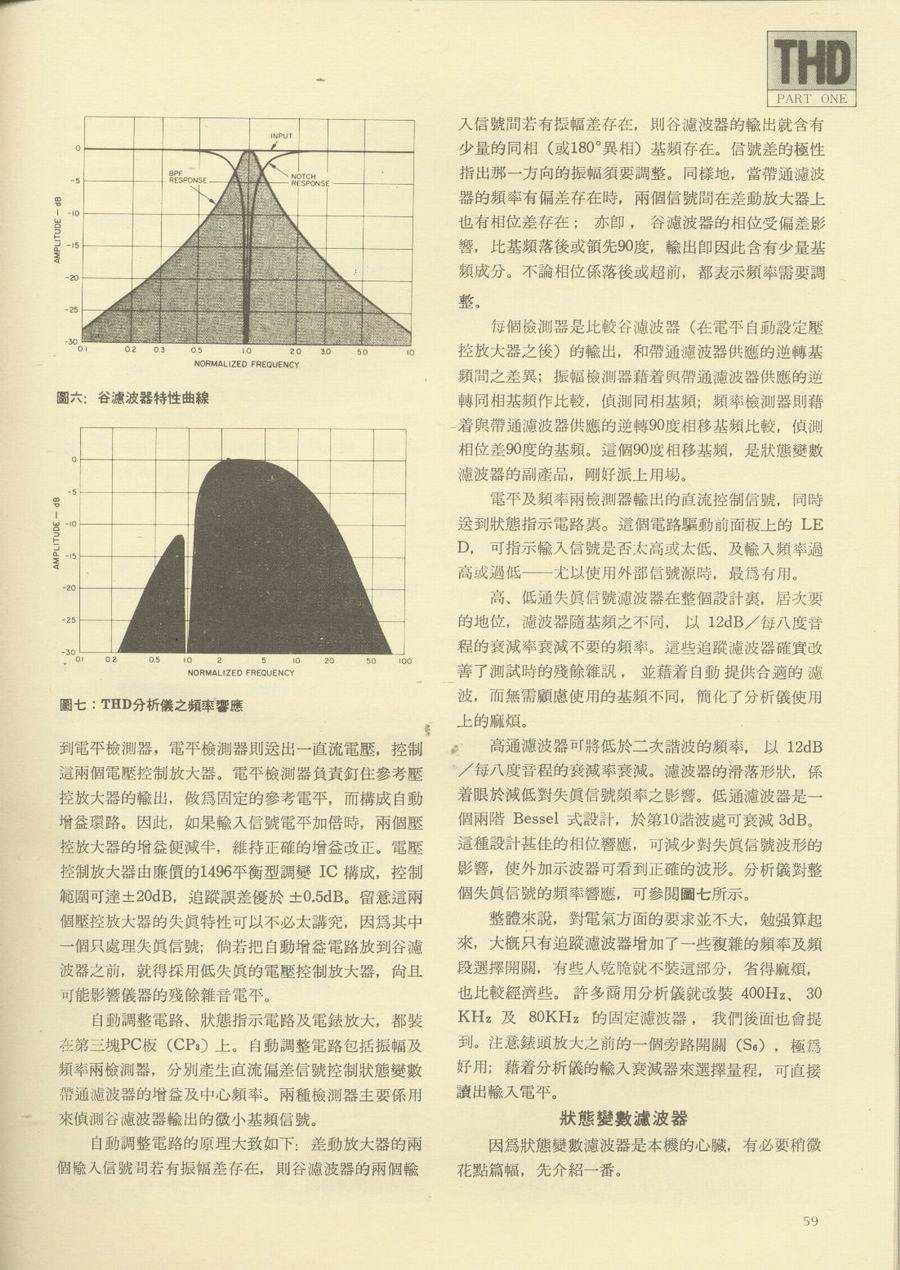 THD
PART ONE
INPUT
BPF
RESPONSE
NOTCH
RESPONSE
AMPLITUDE — dB
0
-5
-10
-15
-20
-25
-30
0.1 0.2 0.3 0.5 1.0 2.0 3.0 5.0 10
NORMALIZED FREQUENCY
圖六：谷濾波器特性曲線
AMPLITUDE — dB
0
-5
-10
-15
-20
-25
-30
0.1 0.2 0.5 1.0 2 5 10 20 50 100
NORMALIZED FREQUENCY
圖七：THD分析儀之頻率響應
到電平檢測器，電平檢測器則送出一直流電壓，控制
這兩個電壓控制放大器。電平檢測器負責釘住參考壓
控放大器的輸出，做爲固定的參考電平，而構成自動
增益環路。因此，如果輸入信號電平加倍時，兩個壓
控放大器的增益便減半，維持正確的增益改正。電壓
控制放大器由廉價的1496平衡型調變 IC 構成，控制
範圍可達±20dB，追蹤誤差優於 ±0.5dB。留意這兩
個壓控放大器的失眞特性可以不必太講究，因爲其中
一個只處理失眞信號；倘若把自動增益電路放到谷濾
波器之前，就得採用低失眞的電壓控制放大器，尙且
可能影響儀器的殘餘雜音電平。
自動調整電路、狀態指示電路及電錶放大，都裝
在第三塊PC板（CP₃）上。自動調整電路包括振幅及
頻率兩檢測器，分別產生直流偏差信號控制狀態變數
帶通濾波器的增益及中心頻率。兩種檢測器主要係用
來偵測谷濾波器輸出的微小基頻信號。
自動調整電路的原理大致如下：差動放大器的兩
個輸入信號間若有振幅差存在，則谷濾波器的兩個輸
入信號間若有振幅差存在，則谷濾波器的輸出就含有
少量的同相（或180°異相）基頻存在。信號差的極性
指出那一方向的振幅須要調整。同樣地，當帶通濾波
器的頻率有偏差存在時，兩個信號間在差動放大器上
也有相位差存在；亦卽，谷濾波器的相位受偏差影
響，比基頻落後或領先90度，輸出卽因此含有少量基
頻成分。不論相位係落後或超前，都表示頻率需要調
整。
每個檢測器是比較谷濾波器（在電平自動設定壓
控放大器之後）的輸出，和帶通濾波器供應的逆轉基
頻間之差異；振幅檢測器藉着與帶通濾波器供應的逆
轉同相基頻作比較，偵測同相基頻；頻率檢測器則藉
着與帶通濾波器供應的逆轉90度相移基頻比較，偵測
相位差90度的基頻。這個90度相移基頻，是狀態變數
濾波器的副產品，剛好派上用場。
電平及頻率兩檢測器輸出的直流控制信號，同時
送到狀態指示電路裏。這個電路驅動前面板上的 LE
D，可指示輸入信號是否太高或太低、及輸入頻率過
高或過低——尤以使用外部信號源時，最爲有用。
高、低通失眞信號濾波器在整個設計裏，居次要
的地位，濾波器隨基頻之不同，以 12dB／每八度音
程的衰減率衰減不要的頻率。這些追蹤濾波器確實改
善了測試時的殘餘雜訊，並藉着自動提供合適的濾
波，而無需顧慮使用的基頻不同，簡化了分析儀使用
上的麻煩。
高通濾波器可將低於二次諧波的頻率，以 12dB
／每八度音程的衰減率衰減。濾波器的滑落形狀，係
着眼於減低對失眞信號頻率之影響。低通濾波器是一
個兩階 Bessel 式設計，於第10諧波處可衰減 3dB。
這種設計甚佳的相位響應，可減少對失眞信號波形的
影響，使外加示波器可看到正確的波形。分析儀對整
個失眞信號的頻率響應，可參閱圖七所示。
整體來說，對電氣方面的要求並不大，勉强算起
來，大槪只有追蹤濾波器增加了一些複雜的頻率及頻
段選擇開關，有些人乾脆就不裝這部分，省得麻煩，
也比較經濟些。許多商用分析儀就改裝 400Hz、30
KHz 及 80KHz 的固定濾波器，我們後面也會提
到。注意錶頭放大之前的一個旁路開關（S₆），極爲
好用；藉着分析儀的輸入衰減器來選擇量程，可直接
讀出輸入電平。
狀態變數濾波器
因爲狀態變數濾波器是本機的心臟，有必要稍微
花點篇幅，先介紹一番。
59